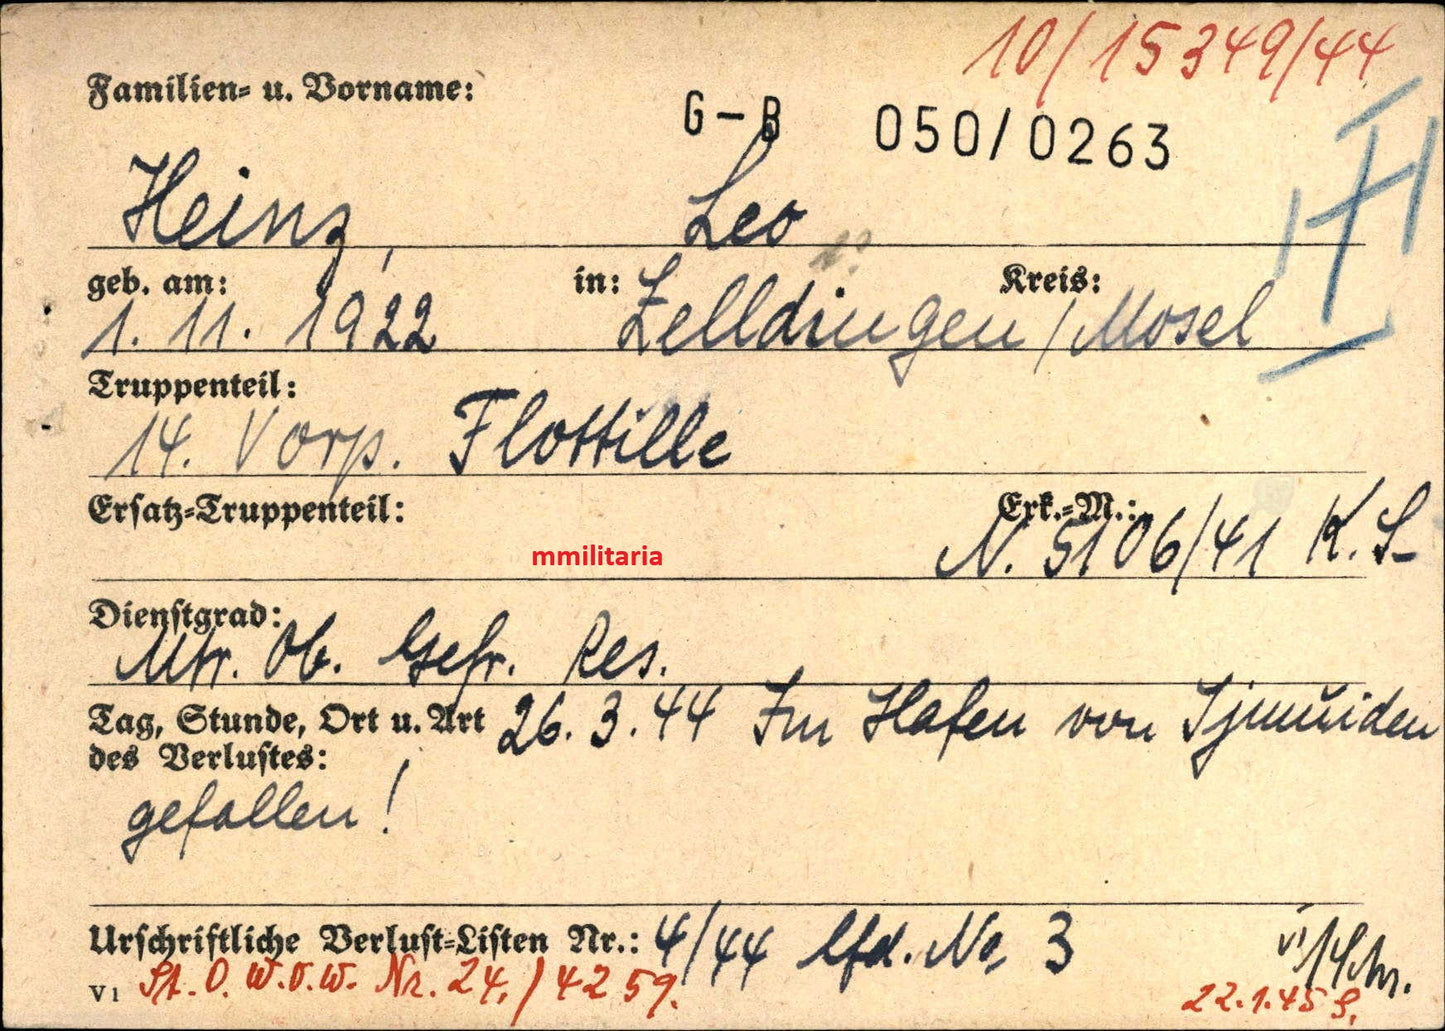 10/15349/44
Familien- u. Vorname:
G-B 050/0263
Heinz, Leo
geb. am: in: Kreis:
1. 11. 1922 Zelldingen / Mosel
Truppenteil:
14. Vorp. Flottille
Ersatz-Truppenteil: Erk.-M.:
N. 5106/41 K. S.
mmilitaria
Dienstgrad:
Mtr. Ob. Gefr. Res.
Tag, Stunde, Ort u. Art 26. 3. 44 Im Hafen von Ijmuiden
des Verlustes:
gefallen!
Urschriftliche Verlust-Listen Nr.: 4/44 lfd. No. 3
V 1 St. O. W.v.W. Nr. 24./4259.
22.1.45 S.